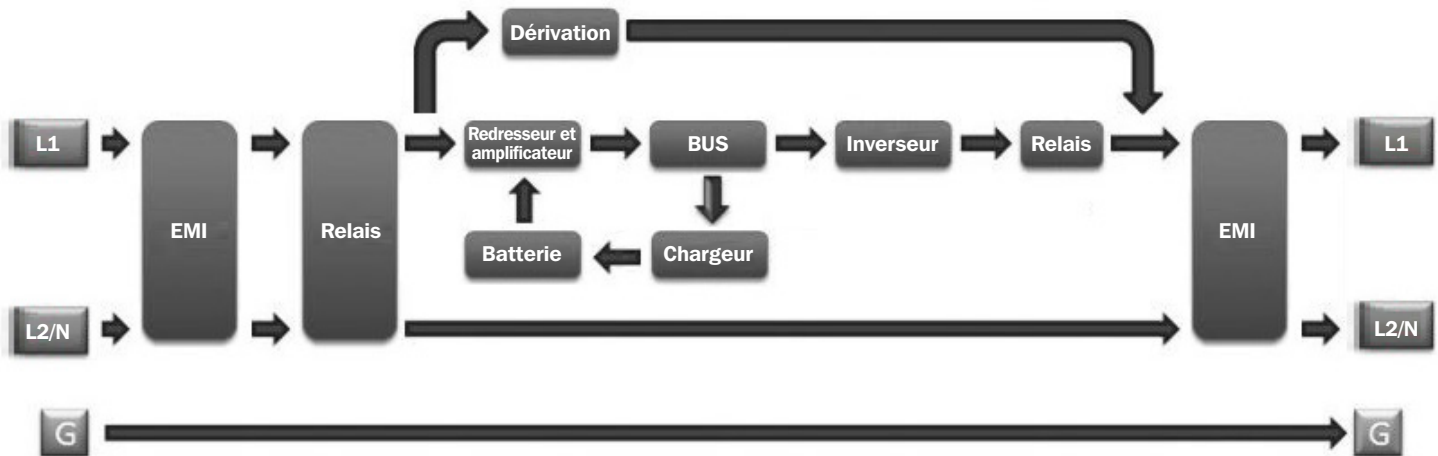 Dérivation
L1
Redresseur et
amplificateur
BUS
Inverseur
Relais
L1
EMI
Relais
Batterie
Chargeur
EMI
L2/N
L2/N
G
G